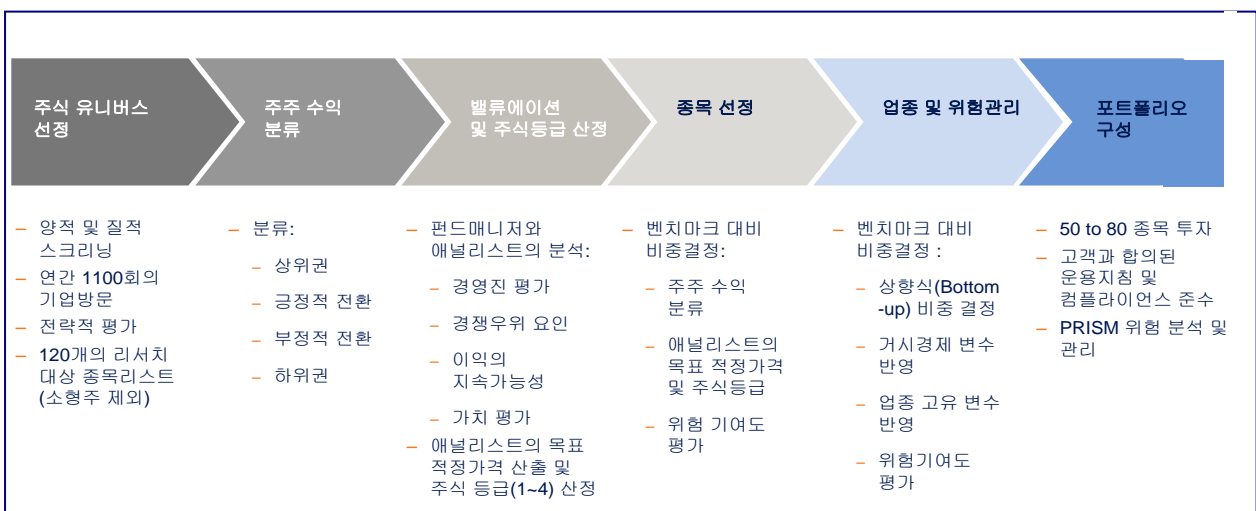 주식 유니버스
선정
주주 수익
분류
밸류에이션
및 주식등급 산정
종목 선정
업종 및 위험관리
포트폴리오
구성
– 양적 및 질적
스크리닝
– 연간 1100회의
기업방문
– 전략적 평가
– 120개의 리서치
대상 종목리스트
(소형주 제외)
– 분류:
– 상위권
– 긍정적 전환
– 부정적 전환
– 하위권
– 펀드매니저와
애널리스트의 분석:
– 경영진 평가
– 경쟁우위 요인
– 이익의
지속가능성
– 가치 평가
– 애널리스트의 목표
적정가격 산출 및
주식 등급(1~4) 산정
– 벤치마크 대비
비중결정:
– 주주 수익
분류
– 애널리스트의
목표 적정가격
및 주식등급
– 위험 기여도
평가
– 벤치마크 대비
비중결정 :
– 상향식(Bottom
-up) 비중 결정
– 거시경제 변수
반영
– 업종 고유 변수
반영
– 위험기여도
평가
– 50 to 80 종목 투자
– 고객과 합의된
운용지침 및
컴플라이언스 준수
– PRISM 위험 분석 및
관리